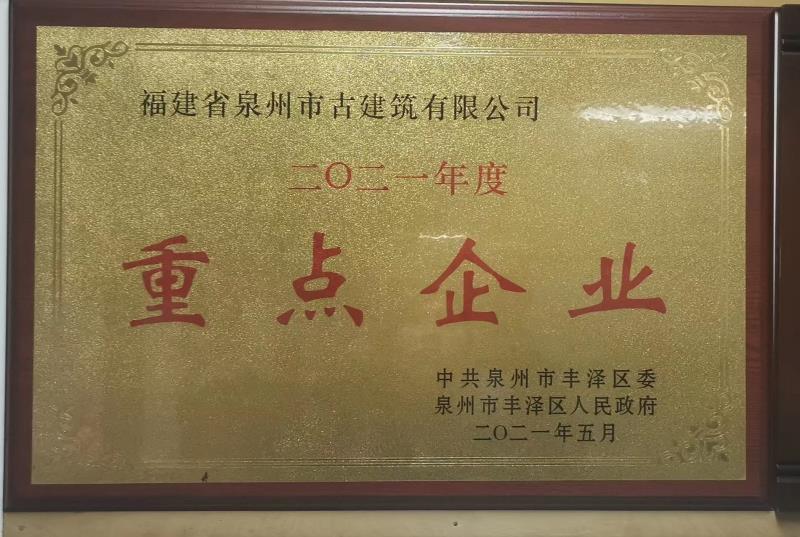 福建省泉州市古建筑有限公司
二〇二一年度
重点企业
中共泉州市丰泽区委
泉州市丰泽区人民政府
二〇二一年五月